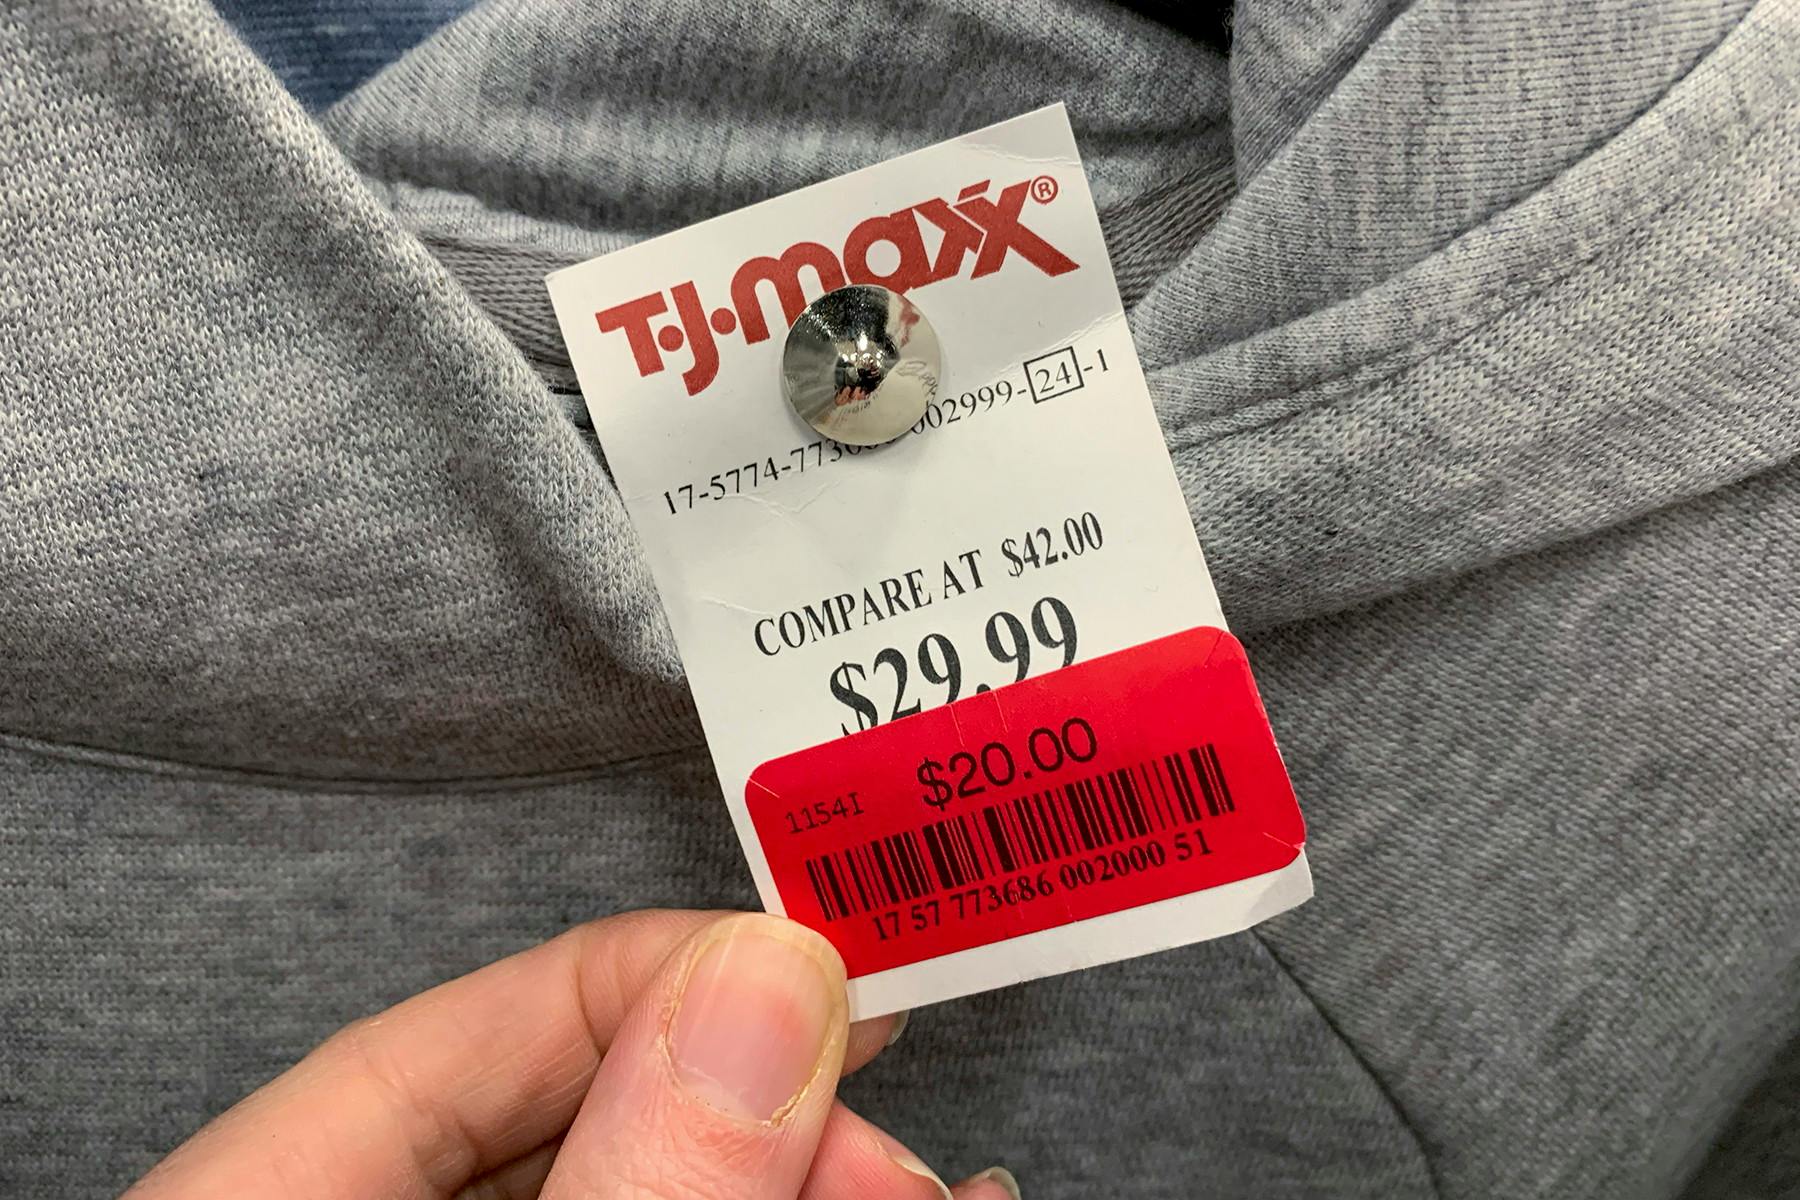 T.J.maxx®
17-5774-773686-002999-24-1
COMPARE AT $42.00
$29.99
$20.00
11541
17 57 773686 002000 51